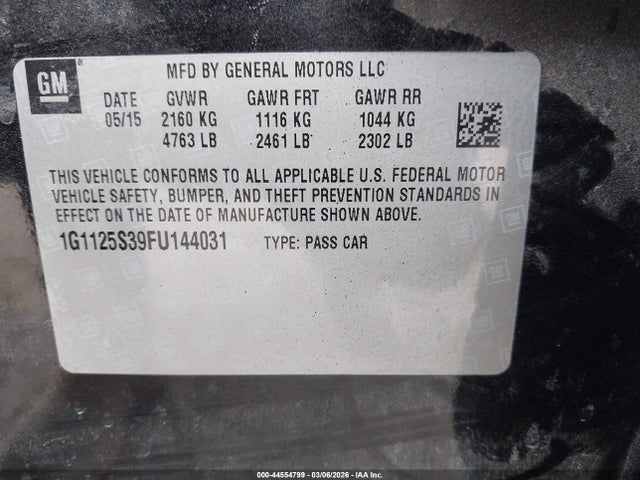 GM
MFD BY GENERAL MOTORS LLC
DATE GVWR GAWR FRT GAWR RR
05/15 2160 KG 1116 KG 1044 KG
4763 LB 2461 LB 2302 LB
THIS VEHICLE CONFORMS TO ALL APPLICABLE U.S. FEDERAL MOTOR
VEHICLE SAFETY, BUMPER, AND THEFT PREVENTION STANDARDS IN
EFFECT ON THE DATE OF MANUFACTURE SHOWN ABOVE.
1G1125S39FU144031 TYPE: PASS CAR
000-44554799 - 03/06/2026 - IAA Inc.